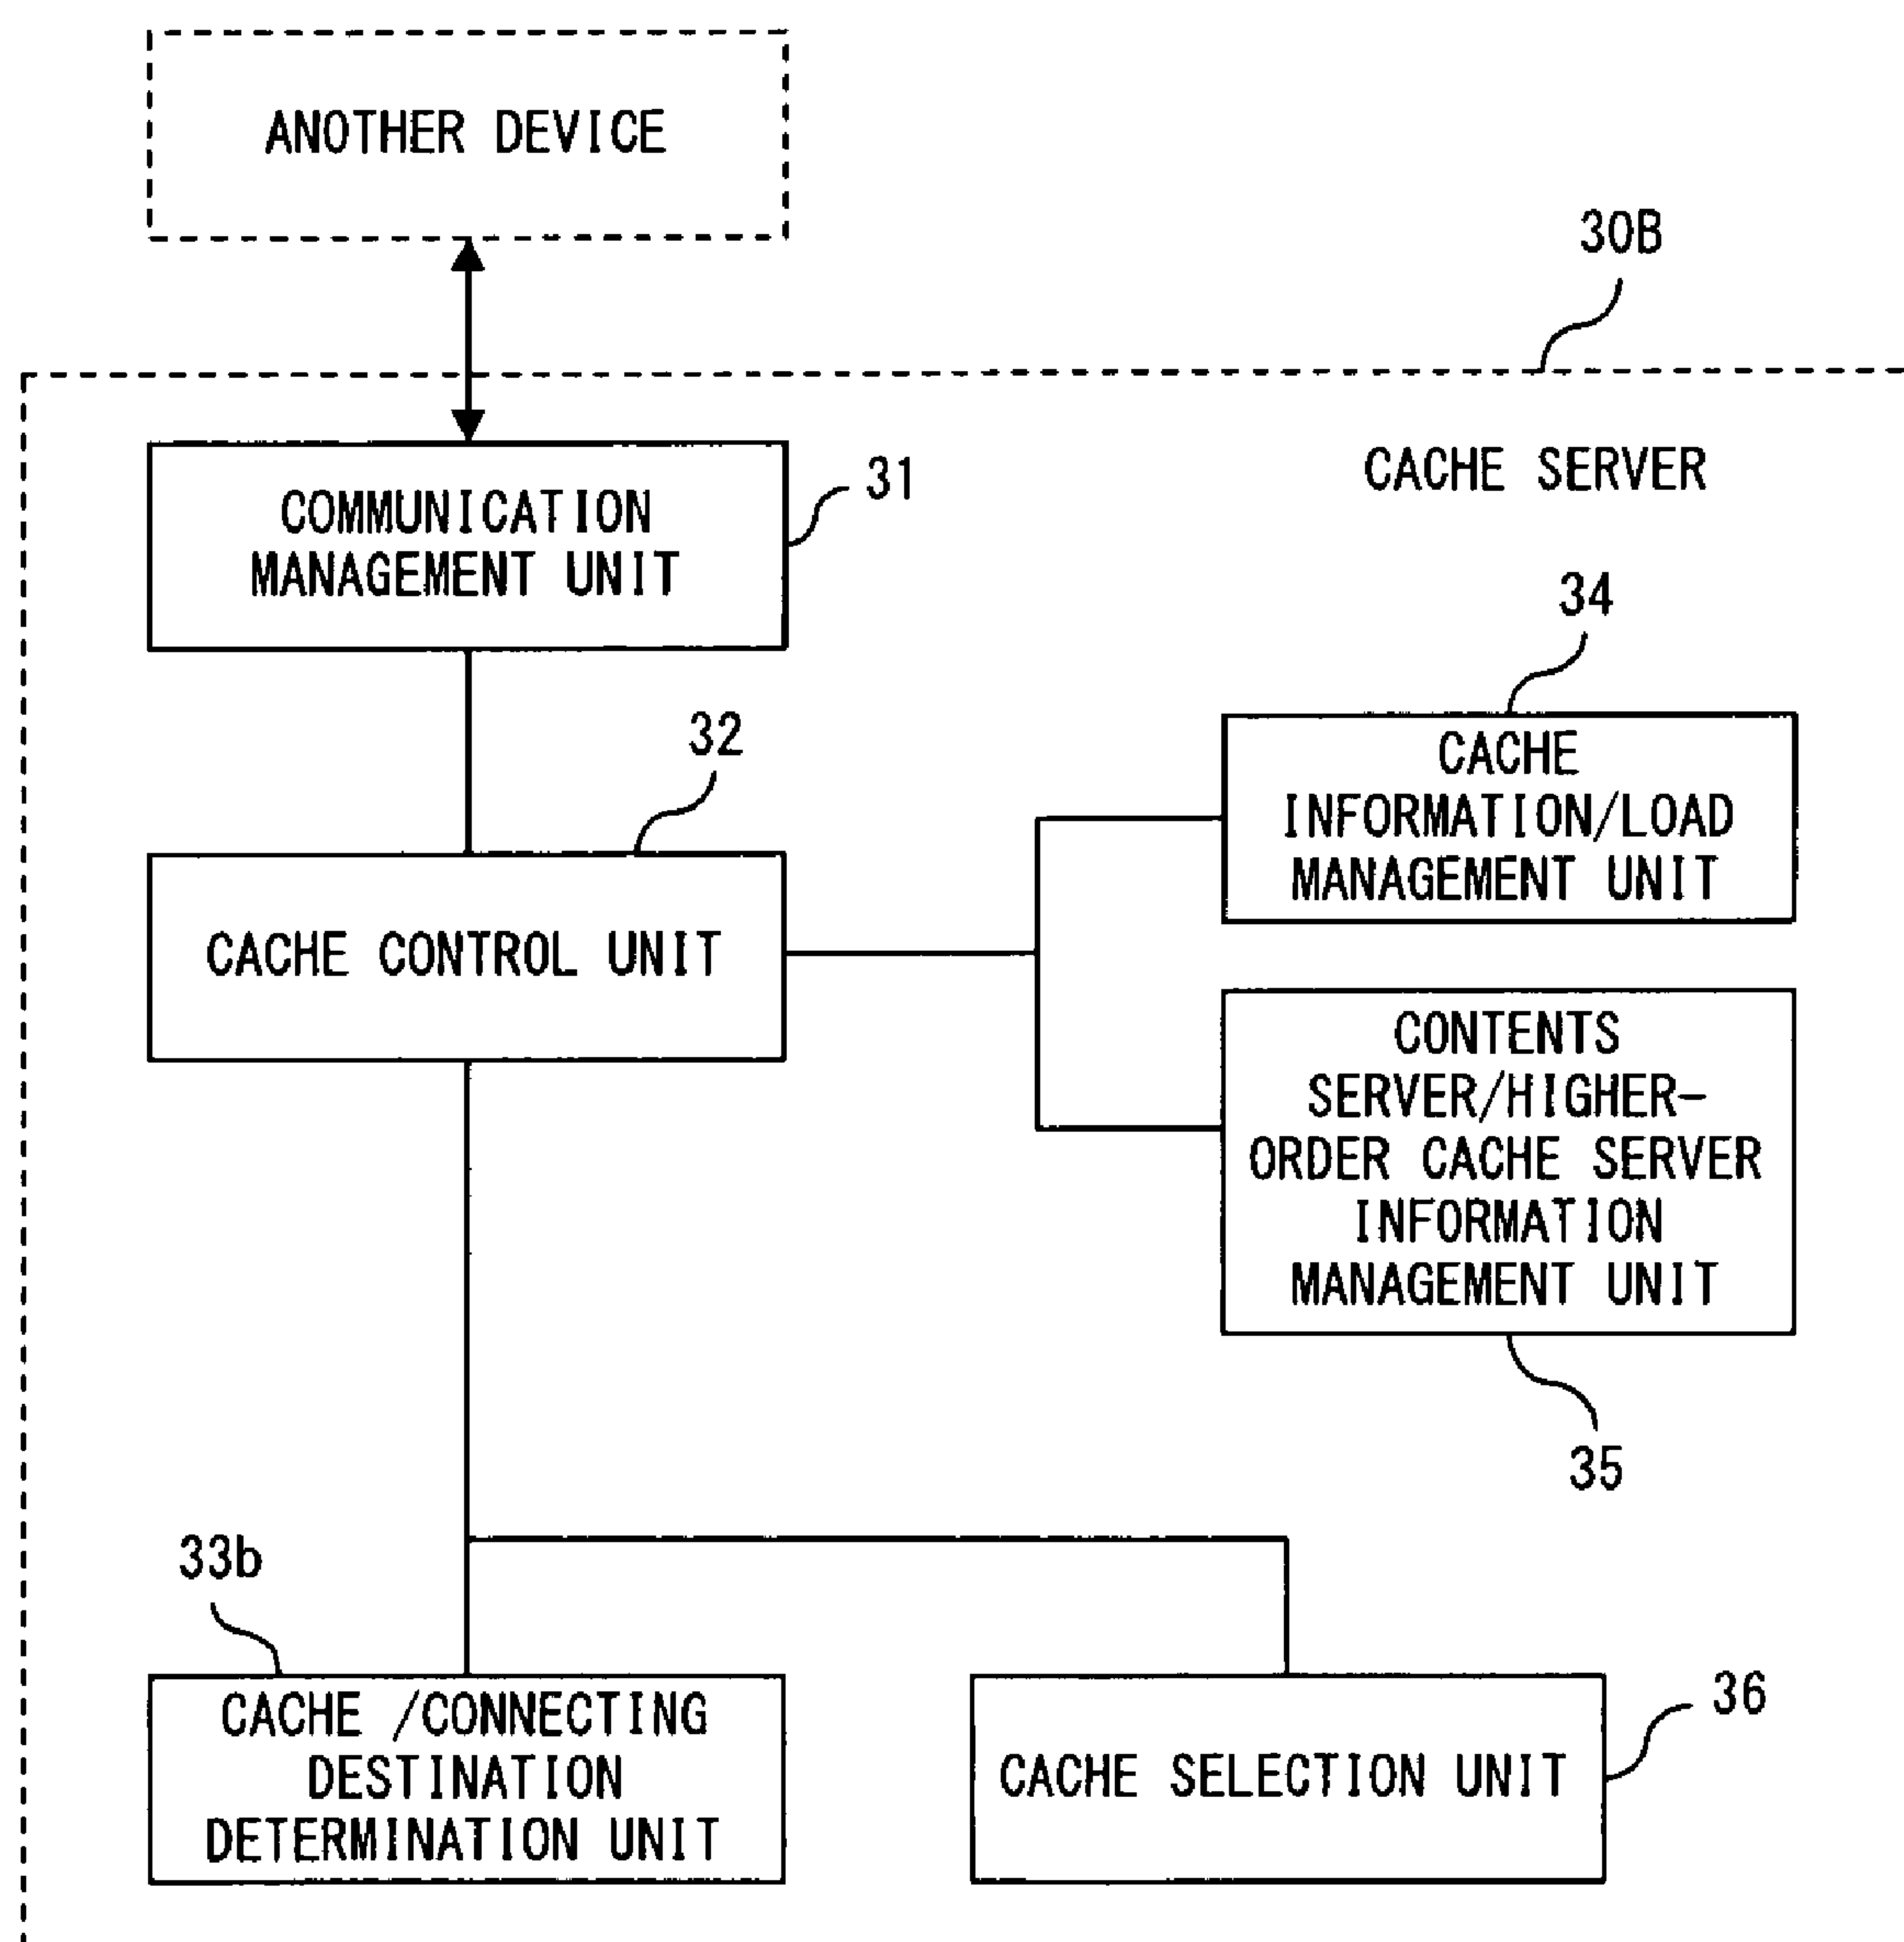 ANOTHER DEVICE
30B
CACHE SERVER
COMMUNICATION
MANAGEMENT UNIT
31
34
32
CACHE
INFORMATION/LOAD
MANAGEMENT UNIT
CACHE CONTROL UNIT
CONTENTS
SERVER/HIGHER-
ORDER CACHE SERVER
INFORMATION
MANAGEMENT UNIT
35
33b
CACHE /CONNECTING
DESTINATION
DETERMINATION UNIT
CACHE SELECTION UNIT
36